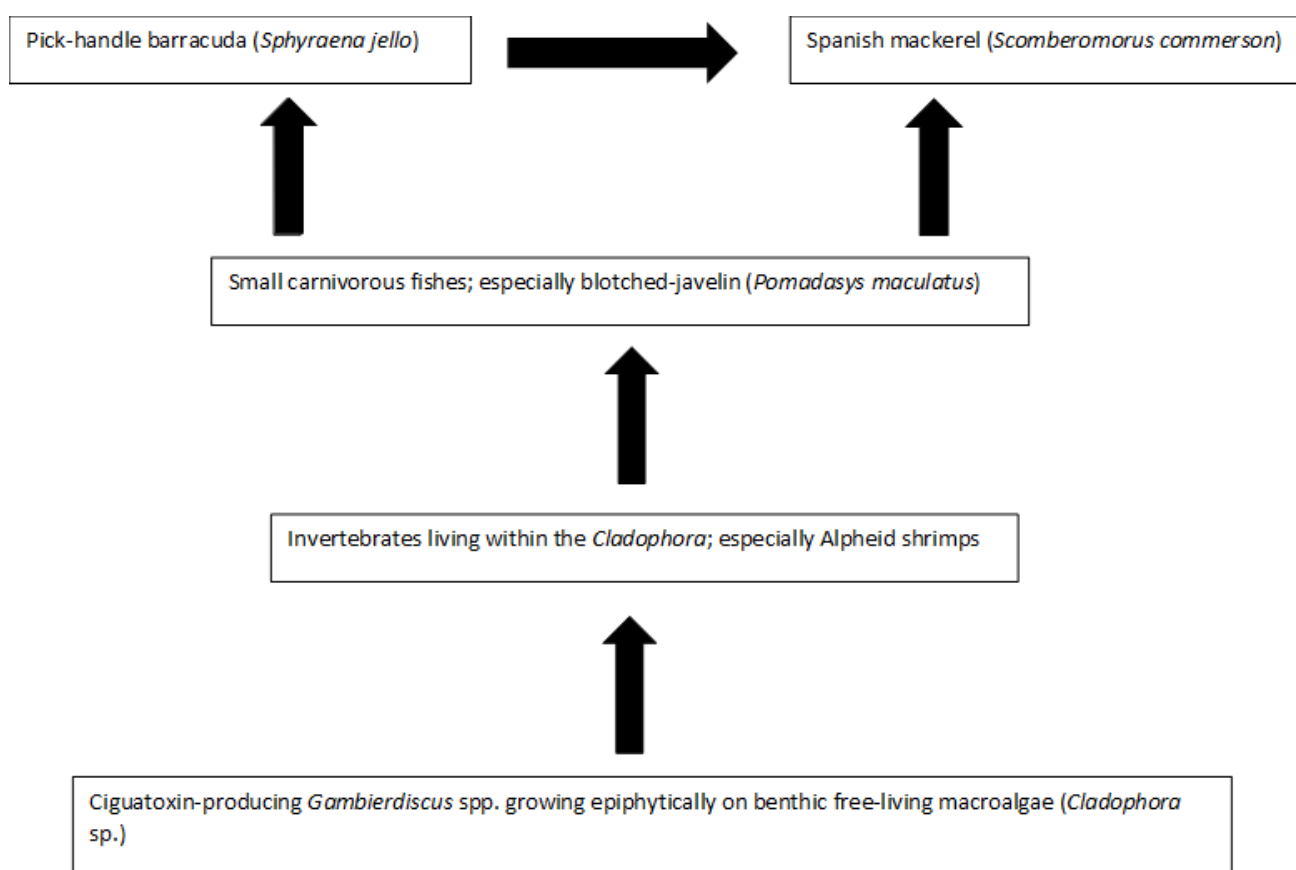 Pick-handle barracuda (Sphyraena jello)
Spanish mackerel (Scomberomorus commerson)
Small carnivorous fishes; especially blotched-javelin (Pomadasys maculatus)
Invertebrates living within the Cladophora; especially Alpheid shrimps
Ciguatoxin-producing Gambierdiscus spp. growing epiphytically on benthic free-living macroalgae (Cladophora
sp.)